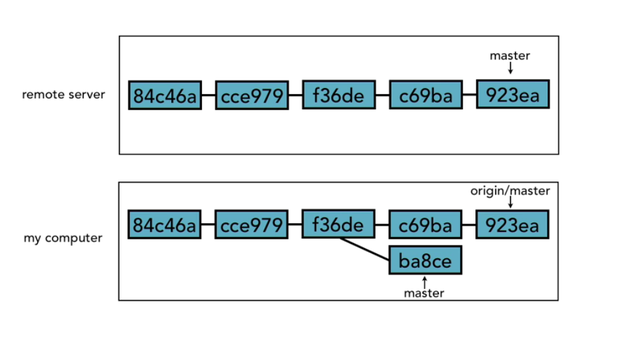 master
remote server
84c46a cce979 f36de c69ba 923ea
origin/master
84c46a cce979 f36de c69ba 923ea
my computer
ba8ce
master